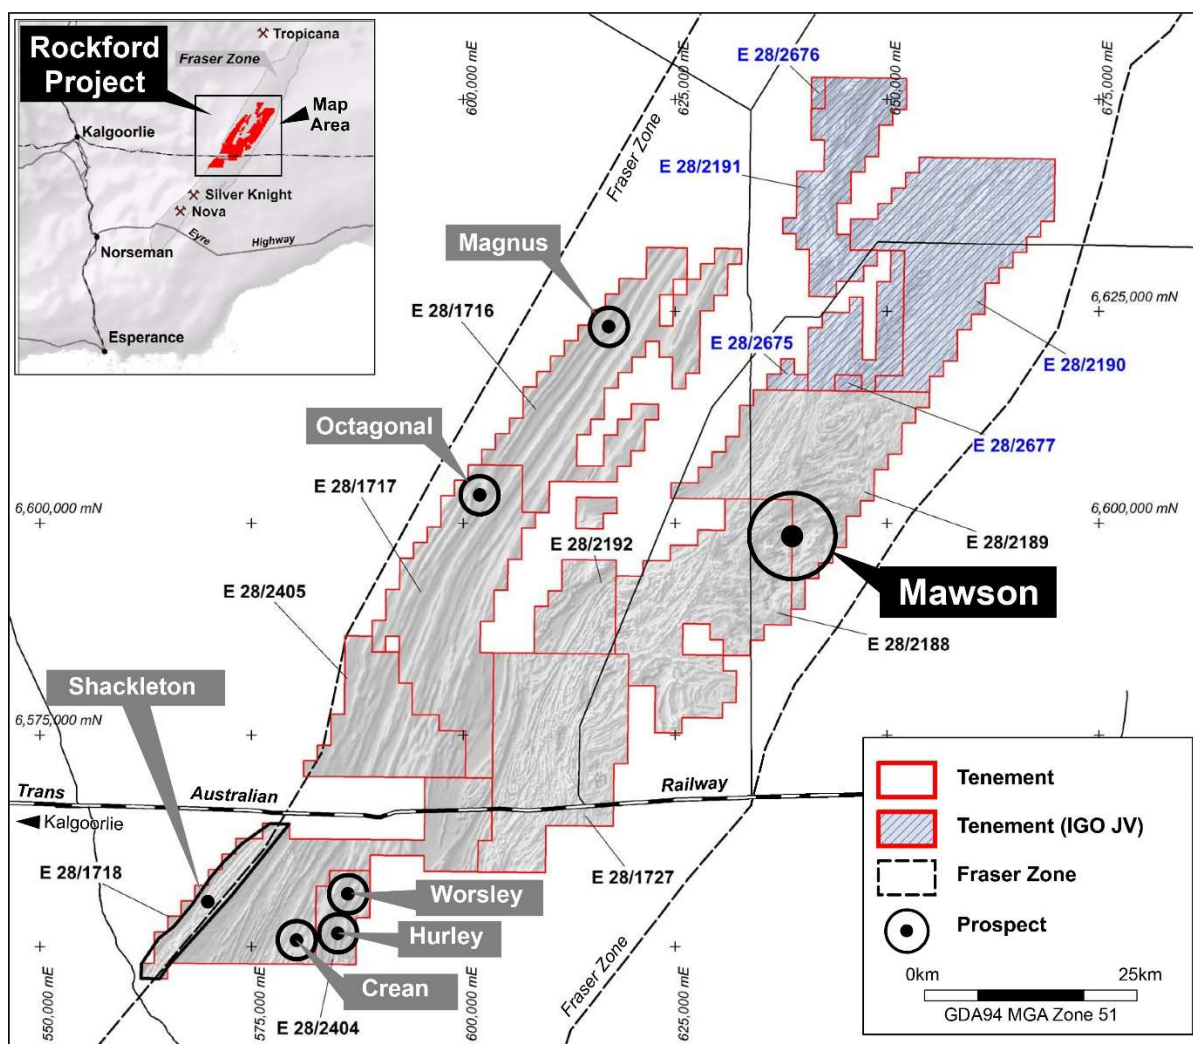 Rockford
Project
Tropicana
Fraser Zone
Map
Area
Kalgoorlie
Silver Knight
Nova
Norseman
Eyre
Highway
Esperance
600,000 mE
625,000 mE
650,000 mE
675,000 mE
E 28/2676
Fraser Zone
E 28/2191
Magnus
E 28/1716
6,625,000 mN
E 28/2675
E 28/2190
Octagonal
E 28/2677
E 28/1717
6,600,000 mN
6,600,000 mN
E 28/2192
E 28/2189
E 28/2405
Mawson
E 28/2188
Shackleton
6,575,000 mN
Trans
Australian
Railway
Kalgoorlie
E 28/1718
E 28/1727
Worsley
Hurley
Crean
E 28/2404
Fraser Zone
550,000 mE
575,000 mE
600,000 mE
625,000 mE
Tenement
Tenement (IGO JV)
Fraser Zone
Prospect
0km
25km
GDA94 MGA Zone 51